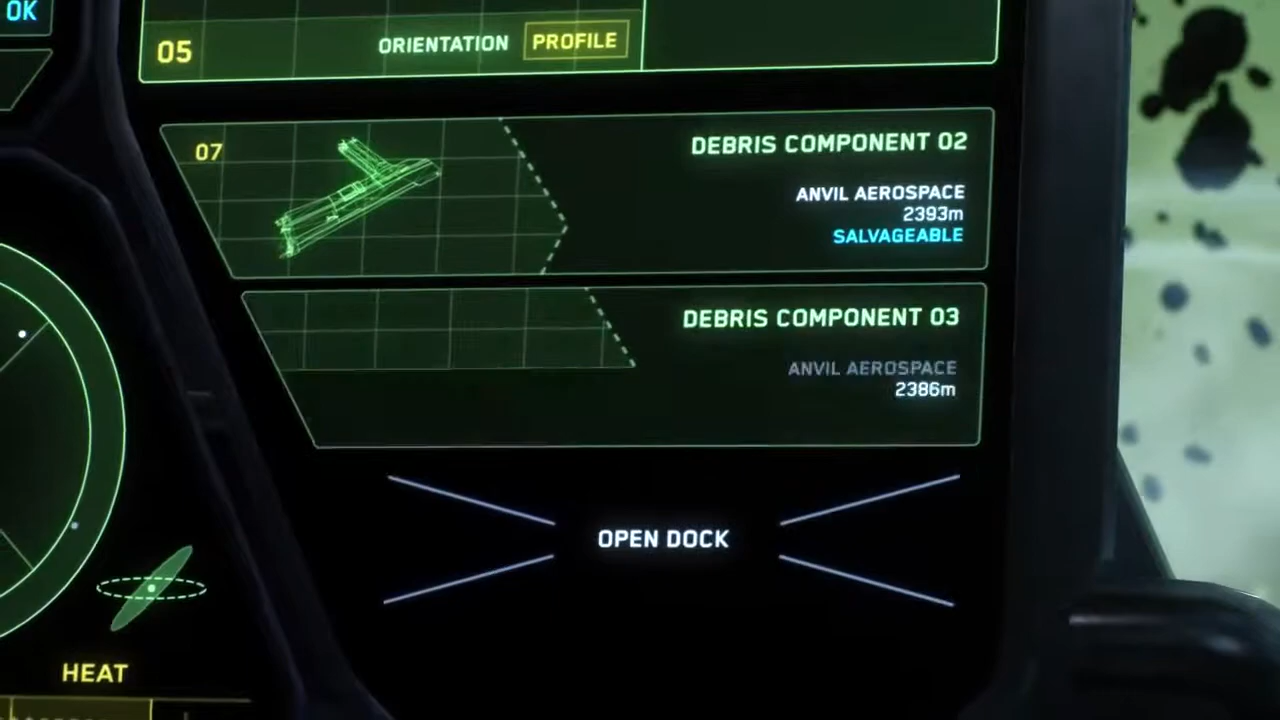 OK
05
ORIENTATION PROFILE
07
DEBRIS COMPONENT 02
ANVIL AEROSPACE
2393m
SALVAGEABLE
DEBRIS COMPONENT 03
ANVIL AEROSPACE
2386m
OPEN DOCK
HEAT